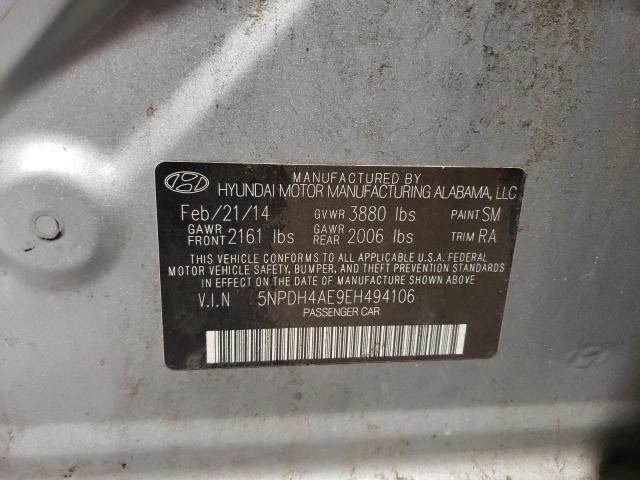 MANUFACTURED BY
HYUNDAI MOTOR MANUFACTURING ALABAMA, LLC
Feb/21/14 GVWR 3880 lbs PAINT SM
GAWR FRONT 2161 lbs GAWR REAR 2006 lbs TRIM RA
THIS VEHICLE CONFORMS TO ALL APPLICABLE U.S.A. FEDERAL
MOTOR VEHICLE SAFETY, BUMPER, AND THEFT PREVENTION STANDARDS
IN EFFECT ON THE DATE OF MANUFACTURE SHOWN ABOVE
V.I.N 5NPDH4AE9EH494106
PASSENGER CAR